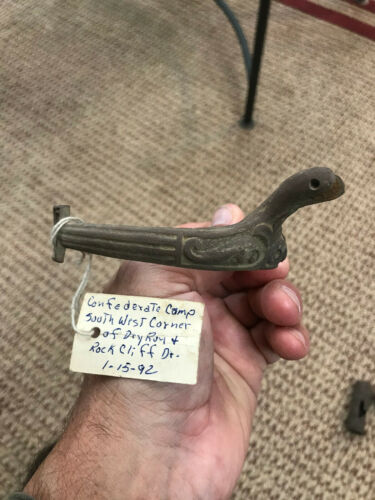 Confederate Camp
South West Corner
of Dry Run &
Rock Cliff Dr.
1-15-92